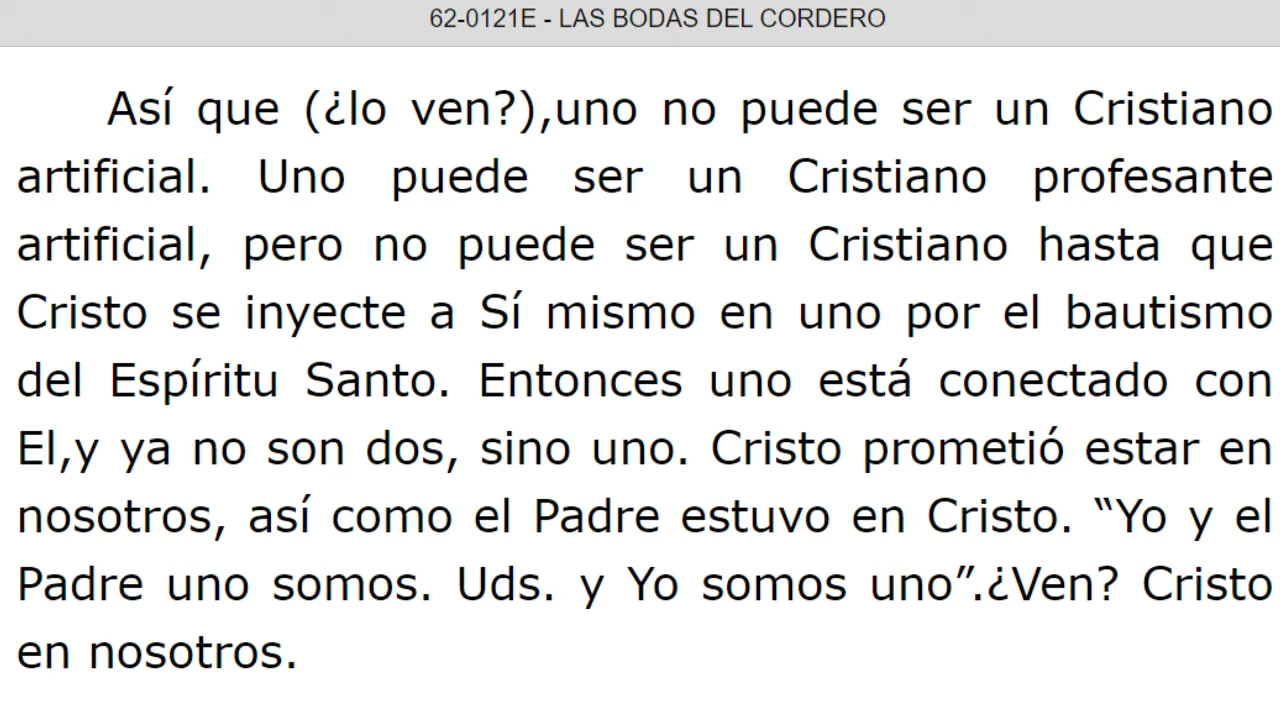 62-0121E - LAS BODAS DEL CORDERO
Así que (¿lo ven?),uno no puede ser un Cristiano
artificial. Uno puede ser un Cristiano profesante
artificial, pero no puede ser un Cristiano hasta que
Cristo se inyecte a Sí mismo en uno por el bautismo
del Espíritu Santo. Entonces uno está conectado con
El,y ya no son dos, sino uno. Cristo prometió estar en
nosotros, así como el Padre estuvo en Cristo. “Yo y el
Padre uno somos. Uds. y Yo somos uno”.¿Ven? Cristo
en nosotros.